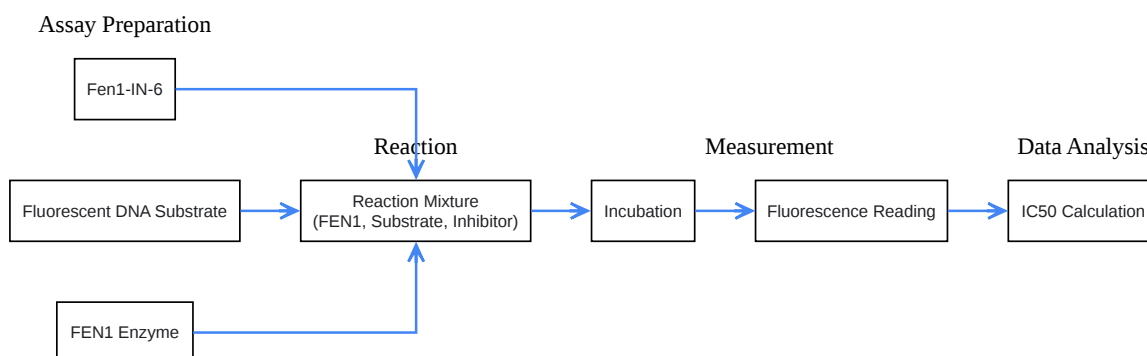 Assay Preparation
Fen1-IN-6
Reaction
Measurement
Data Analysis
Fluorescent DNA Substrate
Reaction Mixture
(FEN1, Substrate, Inhibitor)
Incubation
Fluorescence Reading
IC50 Calculation
FEN1 Enzyme